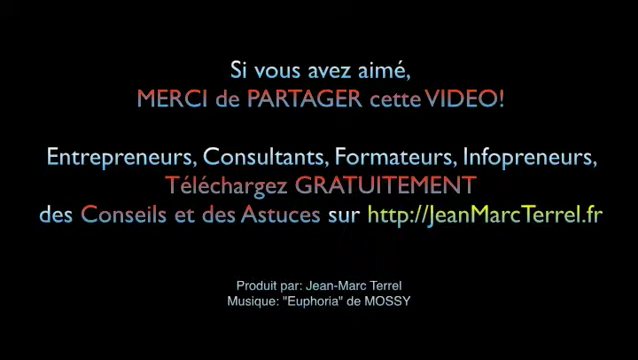 Si vous avez aimé,
MERCI de PARTAGER cette VIDEO!
Entrepreneurs, Consultants, Formateurs, Infopreneurs,
Téléchargez GRATUITEMENT
des Conseils et des Astuces sur http://JeanMarcTerrel.fr
Produit par: Jean-Marc Terrel
Musique: "Euphoria" de MOSSY